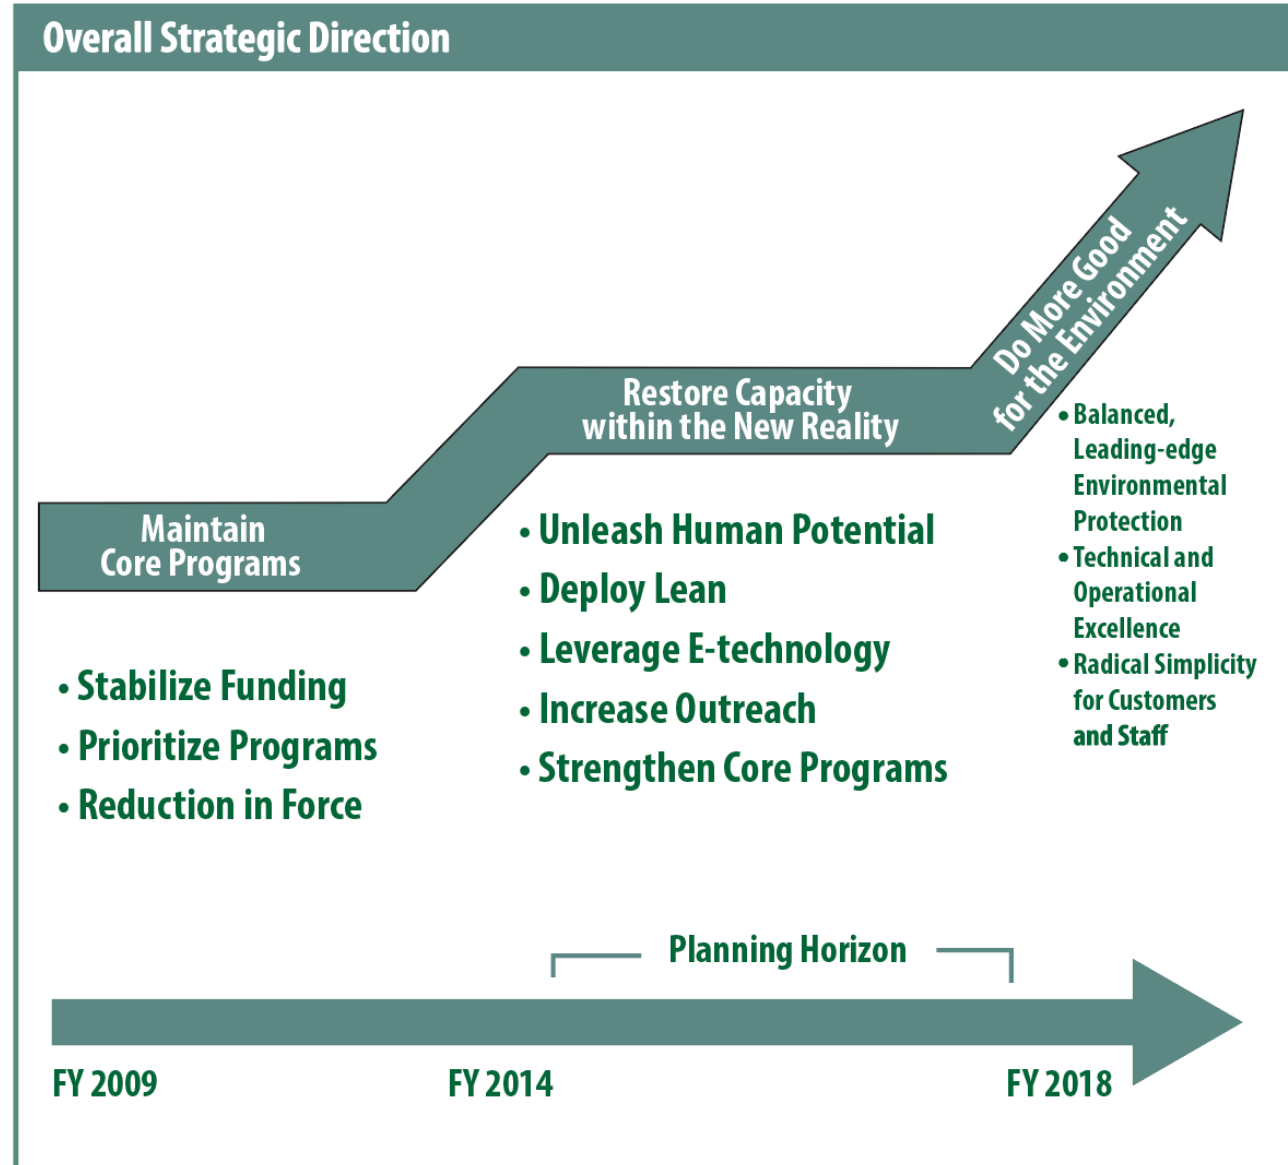 Overall Strategic Direction
Maintain
Core Programs
• Stabilize Funding
• Prioritize Programs
• Reduction in Force
Restore Capacity
within the New Reality
• Unleash Human Potential
• Deploy Lean
• Leverage E-technology
• Increase Outreach
• Strengthen Core Programs
Do More Good
for the Environment
• Balanced,
Leading-edge
Environmental
Protection
• Technical and
Operational
Excellence
• Radical Simplicity
for Customers
and Staff
Planning Horizon
FY 2009
FY 2014
FY 2018